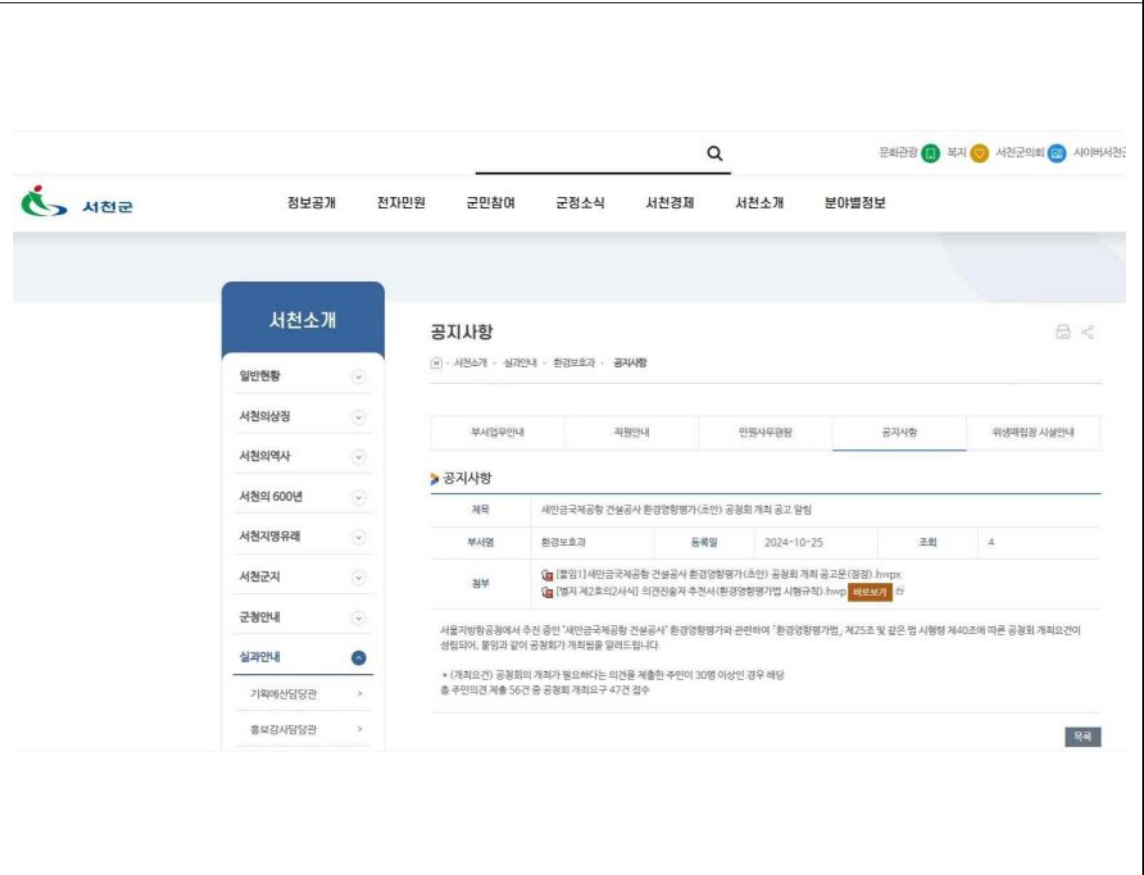 문화관광 복지 서천군의회 사이버서천군
서천군 정보공개 전자민원 군민참여 군정소식 서천경제 서천소개 분야별정보
서천소개
일반현황
서천의상징
서천의역사
서천의 600년
서천지명유래
서천군지
군청안내
실과안내
기획예산담당관
홍보감사담당관
공지사항
서천소개 실과안내 환경보호과 공지사항
부서업무안내 직원안내 민원사무편람 공지사항 위생매립장 시설안내
공지사항
제목 새만금국제공항 건설공사 환경영향평가(초안) 공청회 개최 공고 알림
부서명 환경보호과 등록일 2024-10-25 조회 4
첨부 [붙임1]새만금국제공항 건설공사 환경영향평가(초안) 공청회 개최 공고문(정정).hwpx
[별지 제2호의2서식] 의견진술자 추천서(환경영향평가법 시행규칙).hwp 바로보기
서울지방항공청에서 추진 중인 "새만금국제공항 건설공사" 환경영향평가와 관련하여 「환경영향평가법」 제25조 및 같은 법 시행령 제40조에 따른 공청회 개최요건이
성립되어, 붙임과 같이 공청회가 개최됨을 알려드립니다.
* (개최요건) 공청회의 개최가 필요하다는 의견을 제출한 주민이 30명 이상인 경우 해당
총 주민의견 제출 56건 중 공청회 개최요구 47건 접수
목록